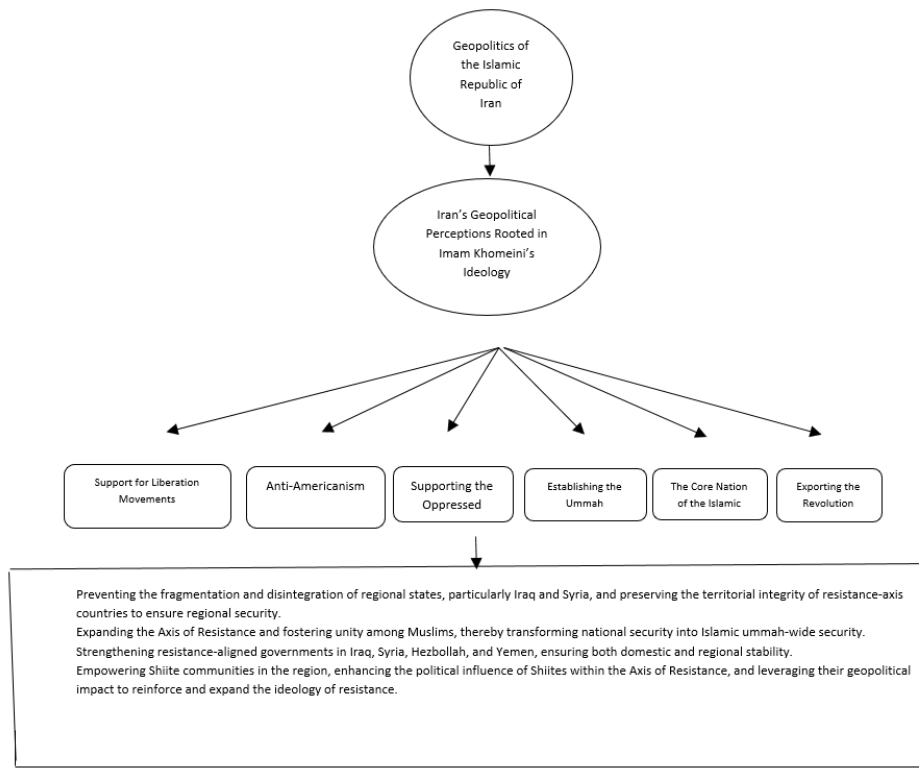 Geopolitics of
the Islamic
Republic of
Iran
Iran's Geopolitical
Perceptions Rooted in
Imam Khomeini's
Ideology
Support for Liberation
Movements
Anti-Americanism
Supporting the
Oppressed
Establishing the
Ummah
The Core Nation
of the Islamic
Exporting the
Revolution
Preventing the fragmentation and disintegration of regional states, particularly Iraq and Syria, and preserving the territorial integrity of resistance-axis
countries to ensure regional security.
Expanding the Axis of Resistance and fostering unity among Muslims, thereby transforming national security into Islamic ummah-wide security.
Strengthening resistance-aligned governments in Iraq, Syria, Hezbollah, and Yemen, ensuring both domestic and regional stability.
Empowering Shiite communities in the region, enhancing the political influence of Shiites within the Axis of Resistance, and leveraging their geopolitical
impact to reinforce and expand the ideology of resistance.